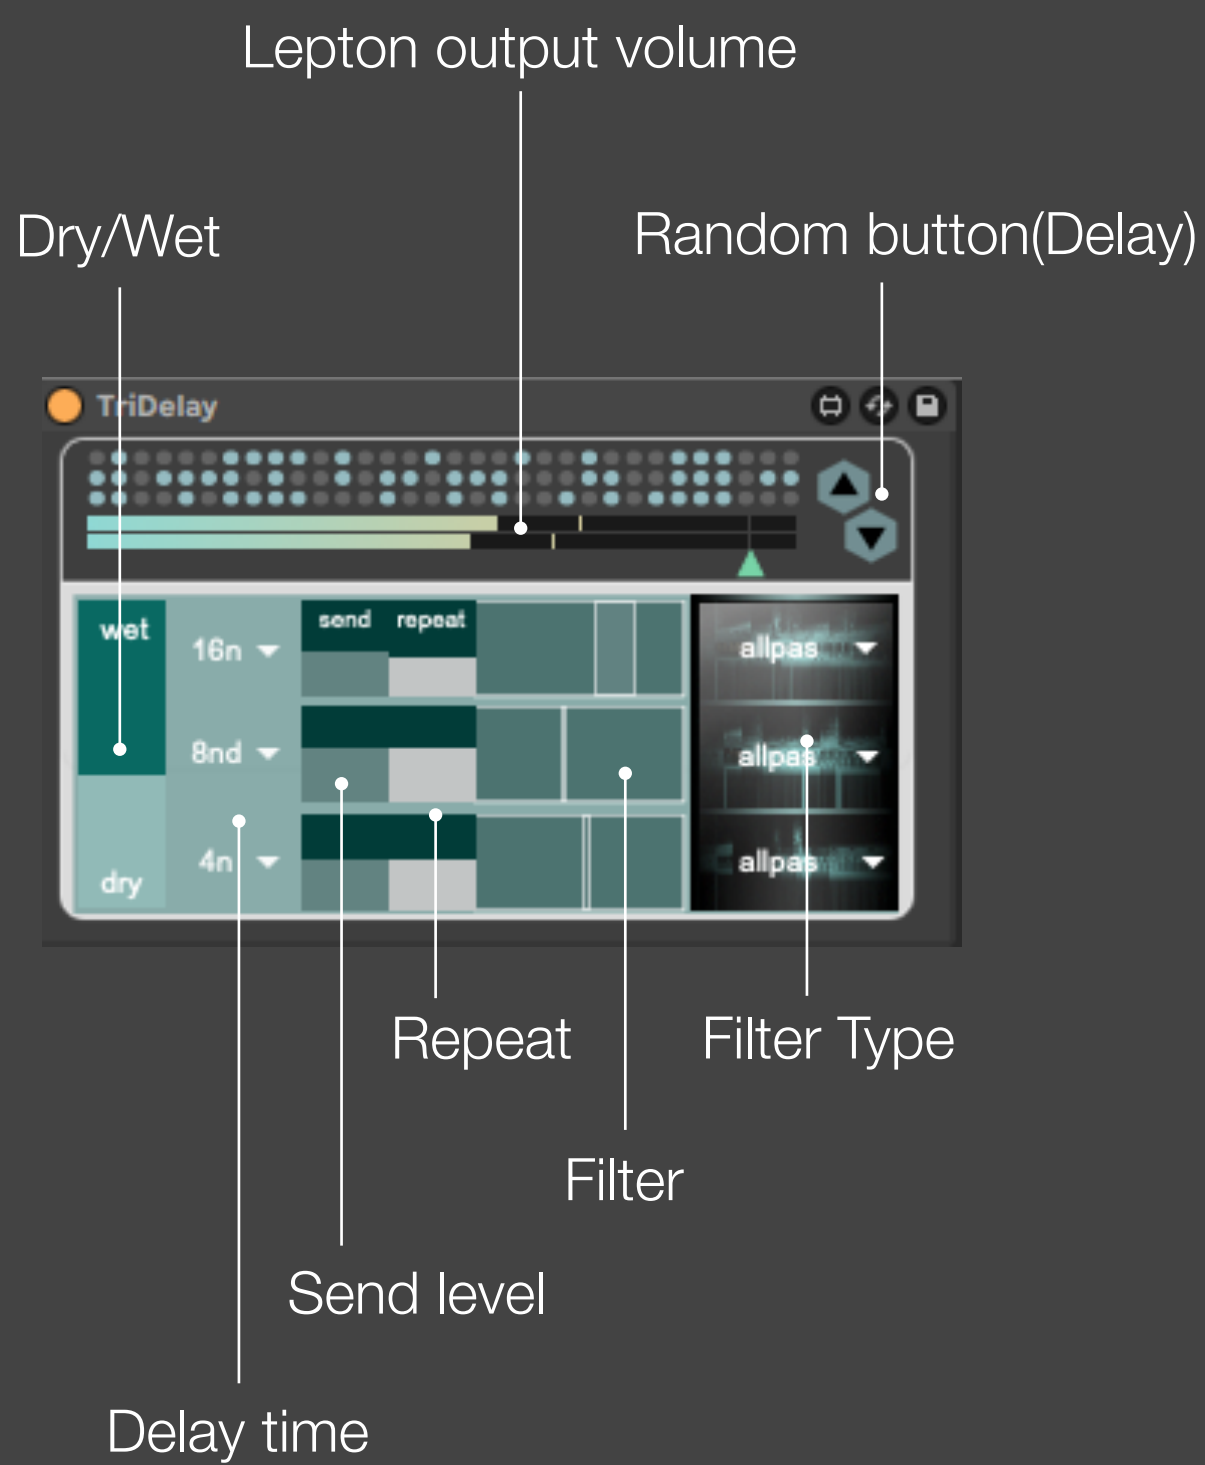 Lepton output volume
Dry/Wet
Random button(Delay)
TriDelay
wet
16n
send
repeat
allpas
8nd
allpas
4n
allpas
dry
Repeat
Filter Type
Filter
Send level
Delay time